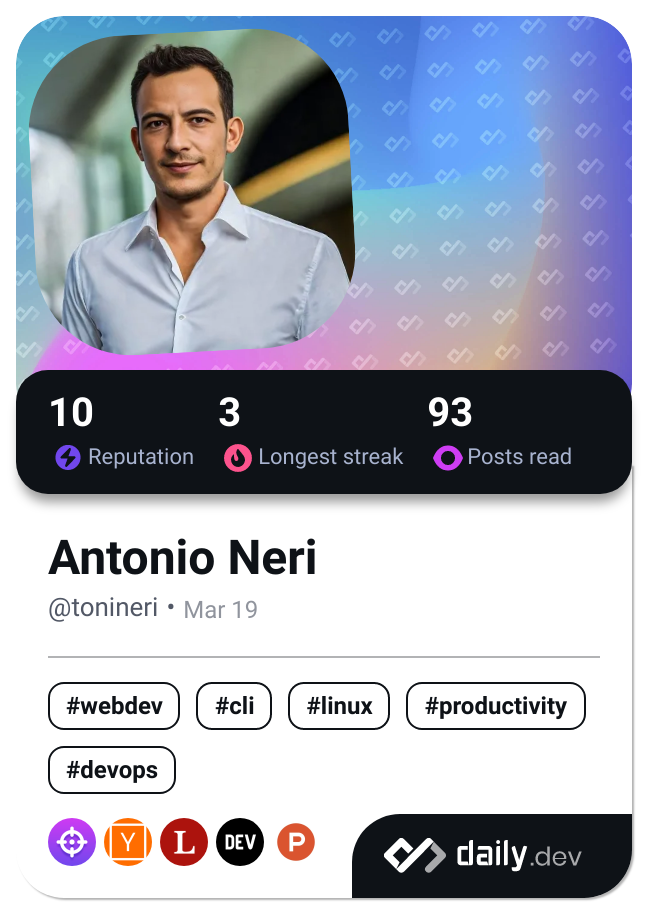 10 3 93
Reputation Longest streak Posts read
Antonio Neri
@tonineri • Mar 19
#webdev #cli #linux #productivity
#devops
Y L DEV P
daily.dev